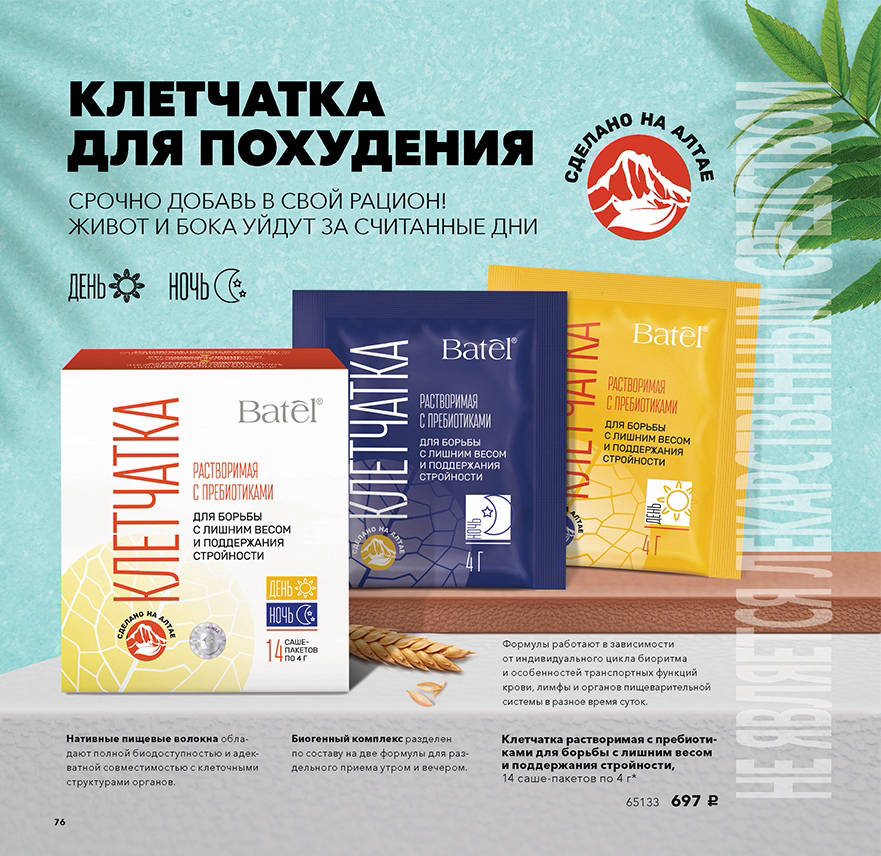 КЛЕТЧАТКА
ДЛЯ ПОХУДЕНИЯ
СРОЧНО ДОБАВЬ В СВОЙ РАЦИОН!
ЖИВОТ И БОКА УЙДУТ ЗА СЧИТАННЫЕ ДНИ
СДЕЛАНО НА АЛТАЕ
ДЕНЬ
НОЧЬ
НЕ ЯВЛЯЕТСЯ ЛЕКАРСТВЕННЫМ СРЕДСТВОМ
КЛЕТЧАТКА
Batel®
РАСТВОРИМАЯ
С ПРЕБИОТИКАМИ
ДЛЯ БОРЬБЫ
С ЛИШНИМ ВЕСОМ
И ПОДДЕРЖАНИЯ
СТРОЙНОСТИ
ДЕНЬ
НОЧЬ
СДЕЛАНО НА АЛТАЕ
14 САШЕ-
ПАКЕТОВ
ПО 4 Г
КЛЕТЧАТКА
Batel®
РАСТВОРИМАЯ
С ПРЕБИОТИКАМИ
ДЛЯ БОРЬБЫ
С ЛИШНИМ ВЕСОМ
И ПОДДЕРЖАНИЯ
СТРОЙНОСТИ
НОЧЬ
СДЕЛАНО НА АЛТАЕ
4 Г
КЛЕТЧАТКА
Batel®
РАСТВОРИМАЯ
С ПРЕБИОТИКАМИ
ДЛЯ БОРЬБЫ
С ЛИШНИМ ВЕСОМ
И ПОДДЕРЖАНИЯ
СТРОЙНОСТИ
ДЕНЬ
4 Г
Формулы работают в зависимости
от индивидуального цикла биоритма
и особенностей транспортных функций
крови, лимфы и органов пищеварительной
системы в разное время суток.
Нативные пищевые волокна обла-
дают полной биодоступностью и адек-
ватной совместимостью с клеточными
структурами органов.
Биогенный комплекс разделен
по составу на две формулы для раз-
дельного приема утром и вечером.
Клетчатка растворимая с пребиоти-
ками для борьбы с лишним весом
и поддержания стройности,
14 саше-пакетов по 4 г*
65133 697 ₽
76